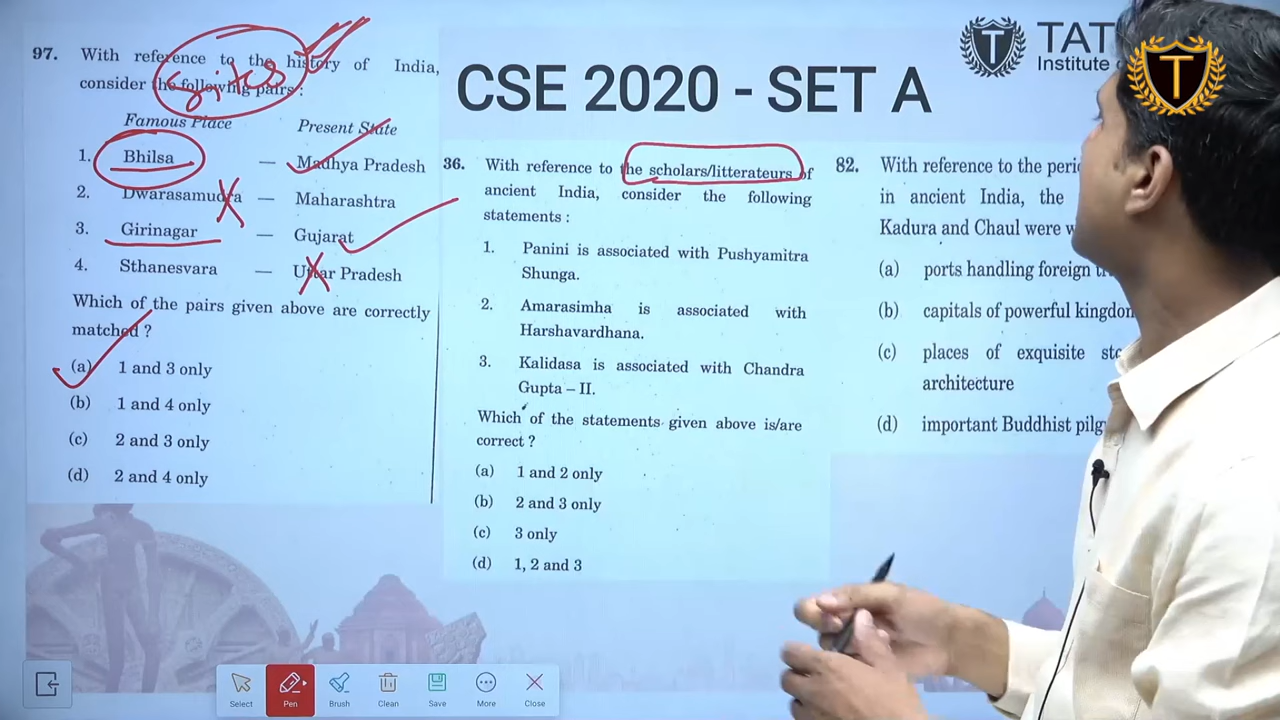 TAT
Institute
T
T
CSE 2020 - SET A
97. With reference to the history of India,
consider the following pairs :
Sites
Famous Place Present State
1. Bhilsa — Madhya Pradesh
2. Dwarasamudra — Maharashtra
3. Girinagar — Gujarat
4. Sthanesvara — Uttar Pradesh
Which of the pairs given above are correctly
matched ?
(a) 1 and 3 only
(b) 1 and 4 only
(c) 2 and 3 only
(d) 2 and 4 only
36. With reference to the scholars/litterateurs of
ancient India, consider the following
statements :
1. Panini is associated with Pushyamitra
Shunga.
2. Amarasimha is associated with
Harshavardhana.
3. Kalidasa is associated with Chandra
Gupta – II.
Which of the statements given above is/are
correct ?
(a) 1 and 2 only
(b) 2 and 3 only
(c) 3 only
(d) 1, 2 and 3
82. With reference to the
in ancient India, the
Kadura and Chaul were
(a) ports handling foreign
(b) capitals of powerful
(c) places of exquisite
architecture
(d) important Buddhist
Select Pen Brush Clean Save More Close